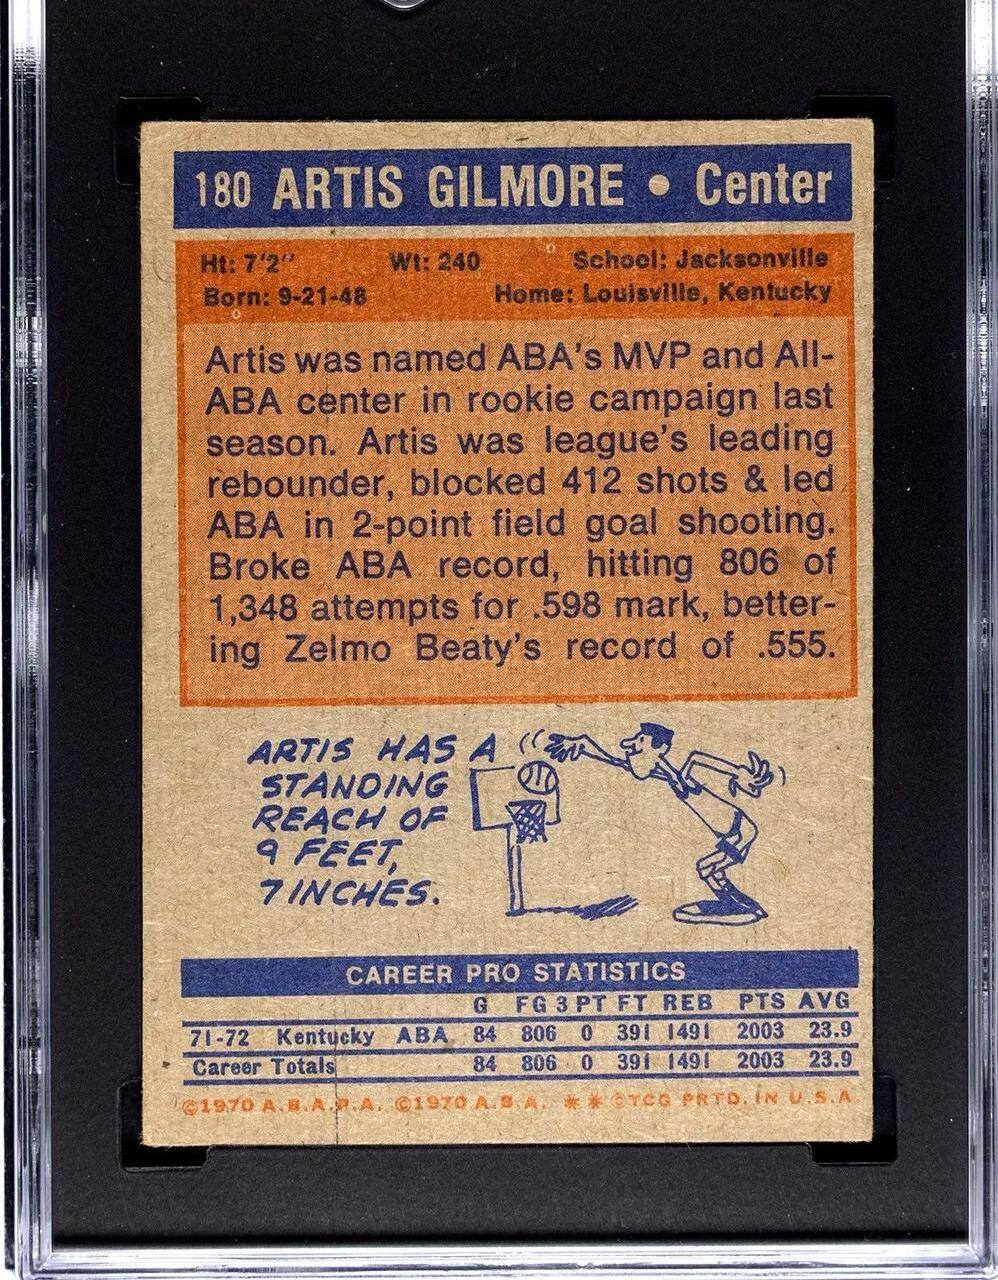 180 ARTIS GILMORE • Center
Ht: 7'2" Wt: 240 School: Jacksonville
Born: 9-21-48 Home: Louisville, Kentucky
Artis was named ABA's MVP and All-
ABA center in rookie campaign last
season. Artis was league's leading
rebounder, blocked 412 shots & led
ABA in 2-point field goal shooting.
Broke ABA record, hitting 806 of
1,348 attempts for .598 mark, better-
ing Zelmo Beaty's record of .555.
ARTIS HAS A
STANDING
REACH OF
9 FEET,
7 INCHES.
CAREER PRO STATISTICS
G FG 3PT FT REB PTS AVG
71-72 Kentucky ABA 84 806 0 391 1491 2003 23.9
Career Totals 84 806 0 391 1491 2003 23.9
©1970 A.B.A.P.A. ©1970 A.B.A. ** ©TCG PRTD. IN U.S.A.